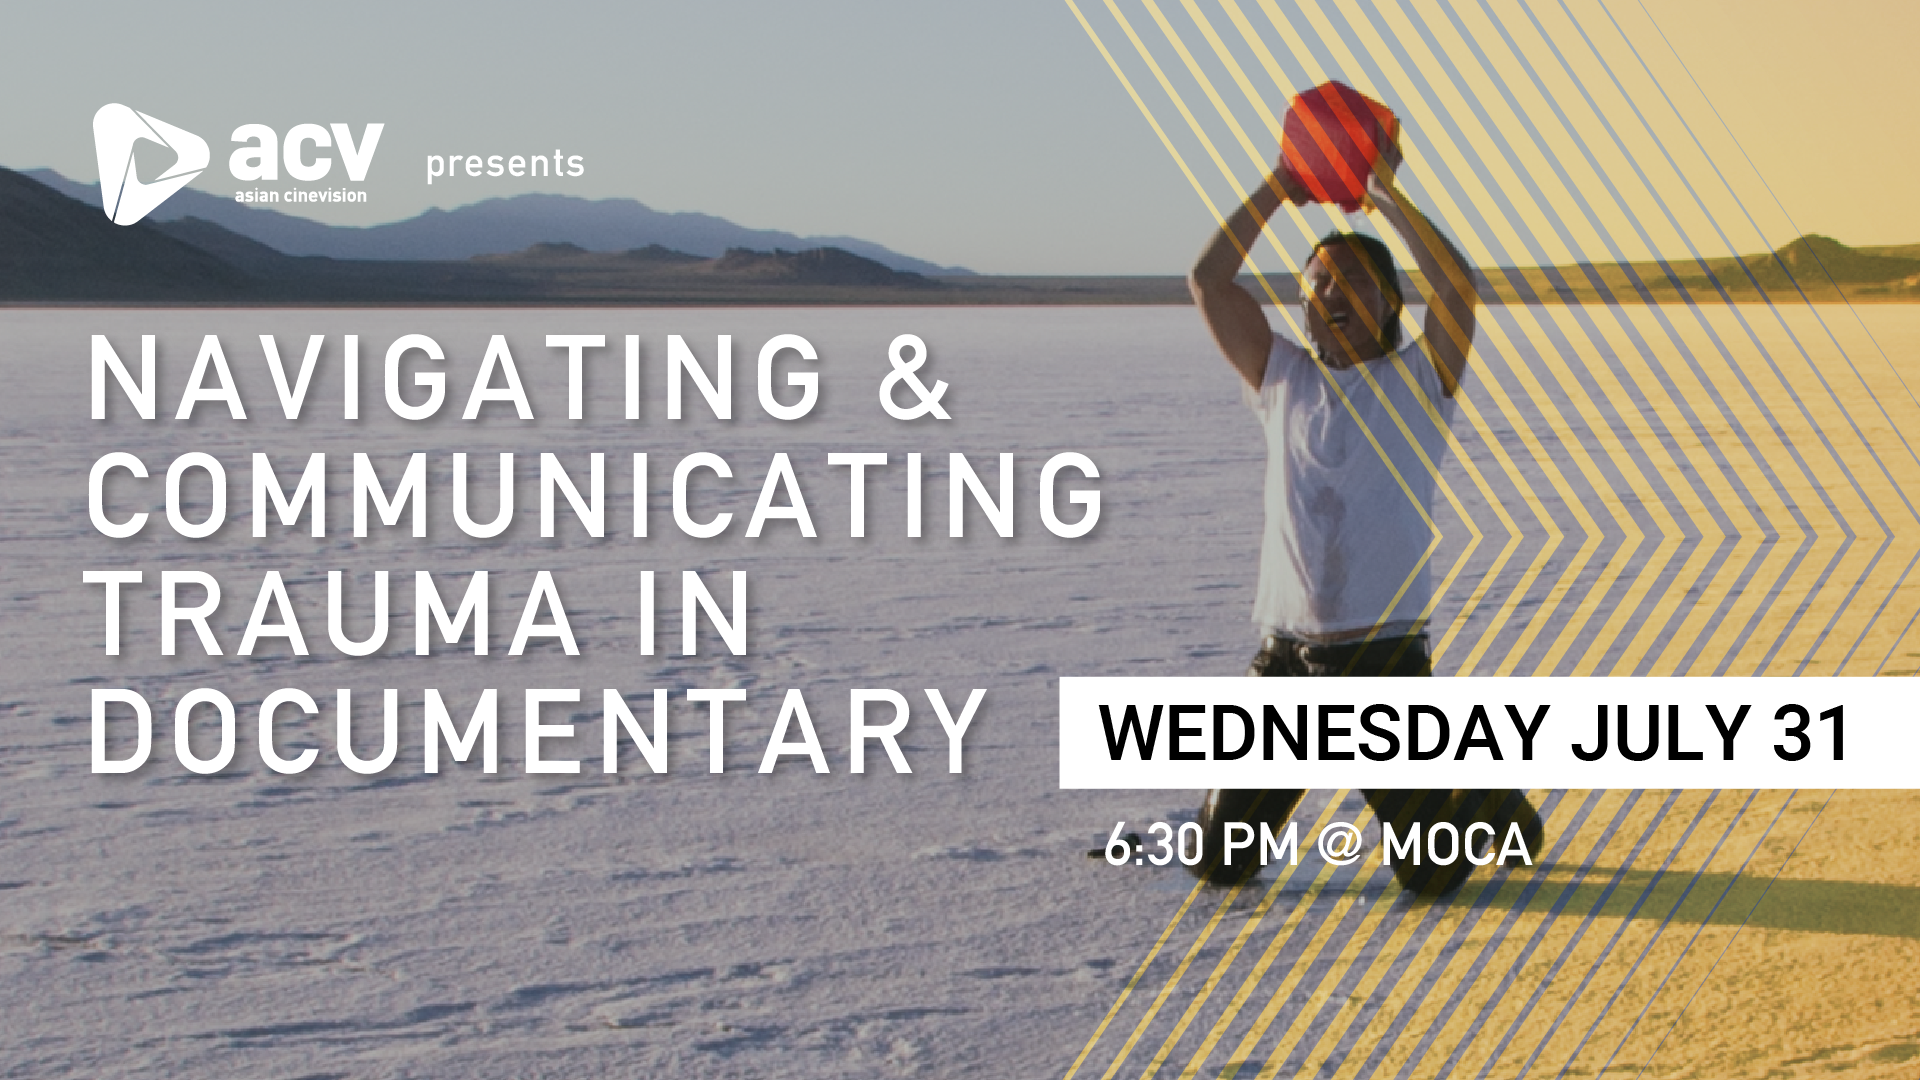 acv
asian cinevision
presents
NAVIGATING &
COMMUNICATING
TRAUMA IN
DOCUMENTARY
WEDNESDAY JULY 31
6:30 PM @ MOCA